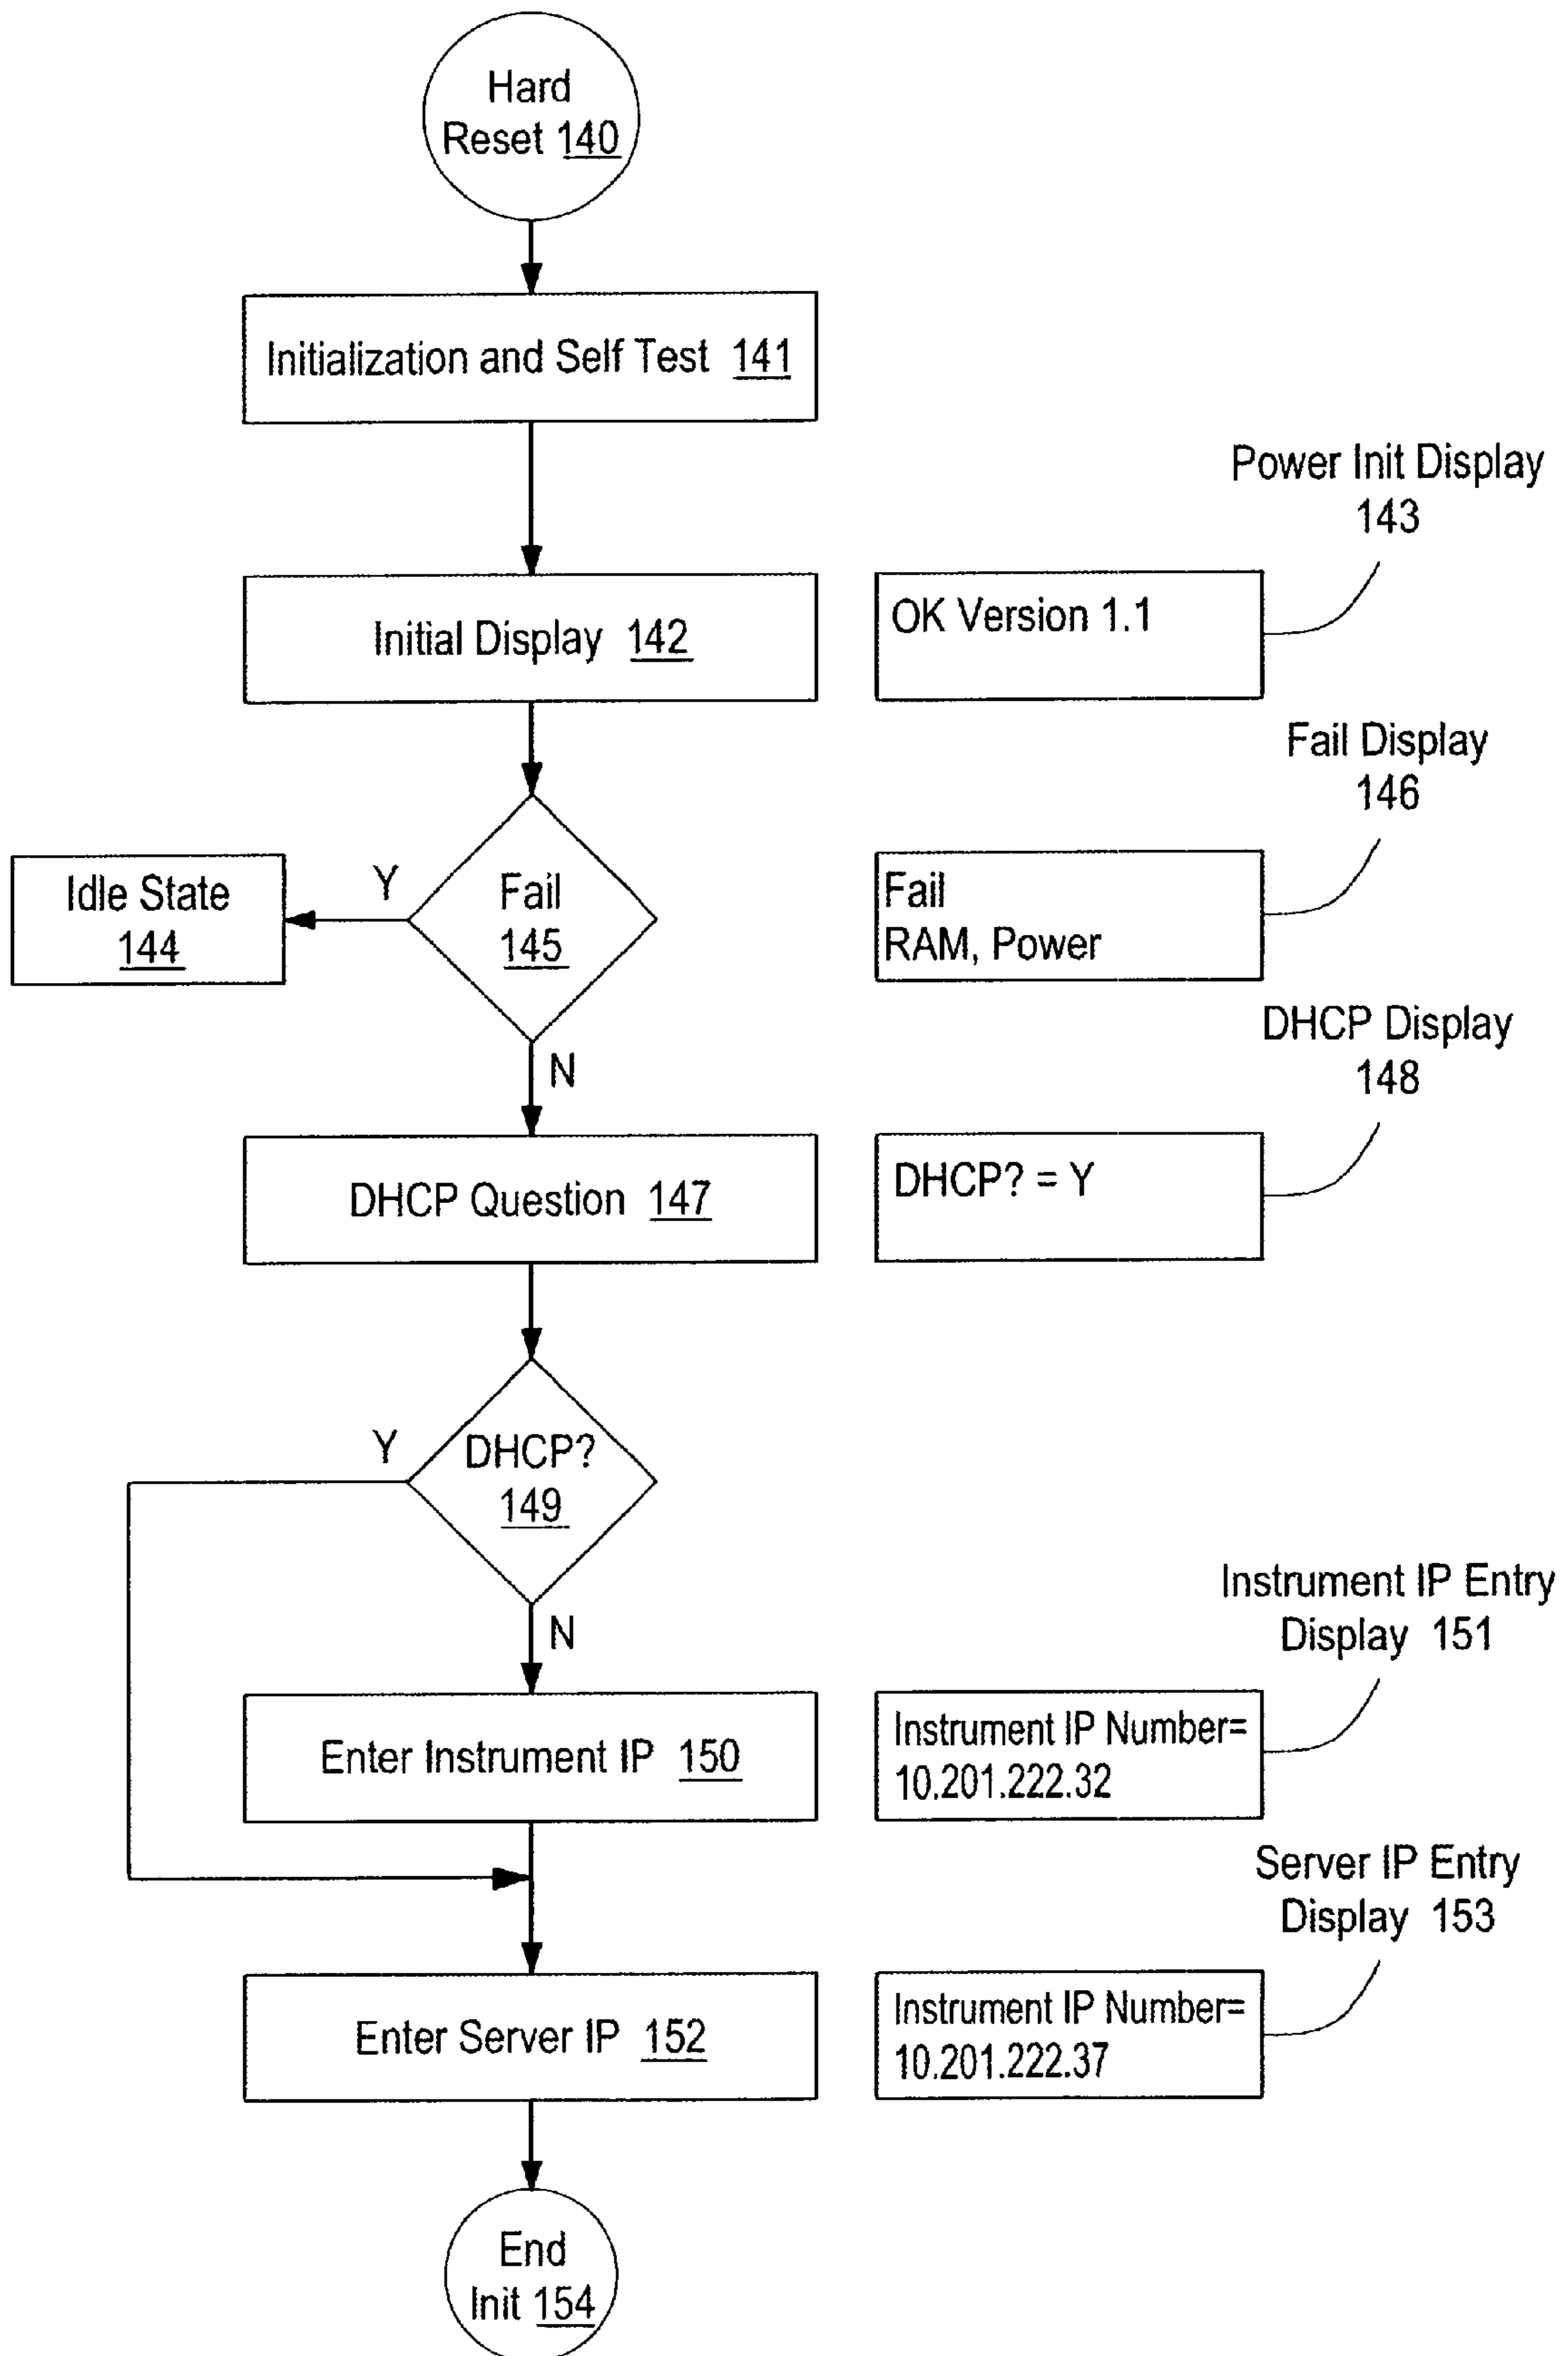 Hard
Reset 140
Initialization and Self Test 141
Power Init Display
143
Initial Display 142
OK Version 1.1
Fail Display
146
Y
Idle State
144
Fail
145
Fail
RAM, Power
N
DHCP Display
148
DHCP Question 147
DHCP? = Y
Y
DHCP?
149
N
Instrument IP Entry
Display 151
Enter Instrument IP 150
Instrument IP Number=
10.201.222.32
Server IP Entry
Display 153
Enter Server IP 152
Instrument IP Number=
10.201.222.37
End
Init 154